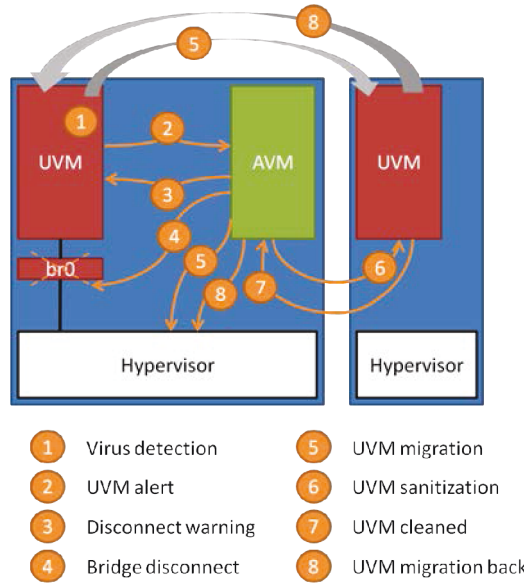 8
5
1
2
UVM
AVM
UVM
3
4
5
6
br0
8
7
Hypervisor
Hypervisor
1 Virus detection
5 UVM migration
2 UVM alert
6 UVM sanitization
3 Disconnect warning
7 UVM cleaned
4 Bridge disconnect
8 UVM migration back